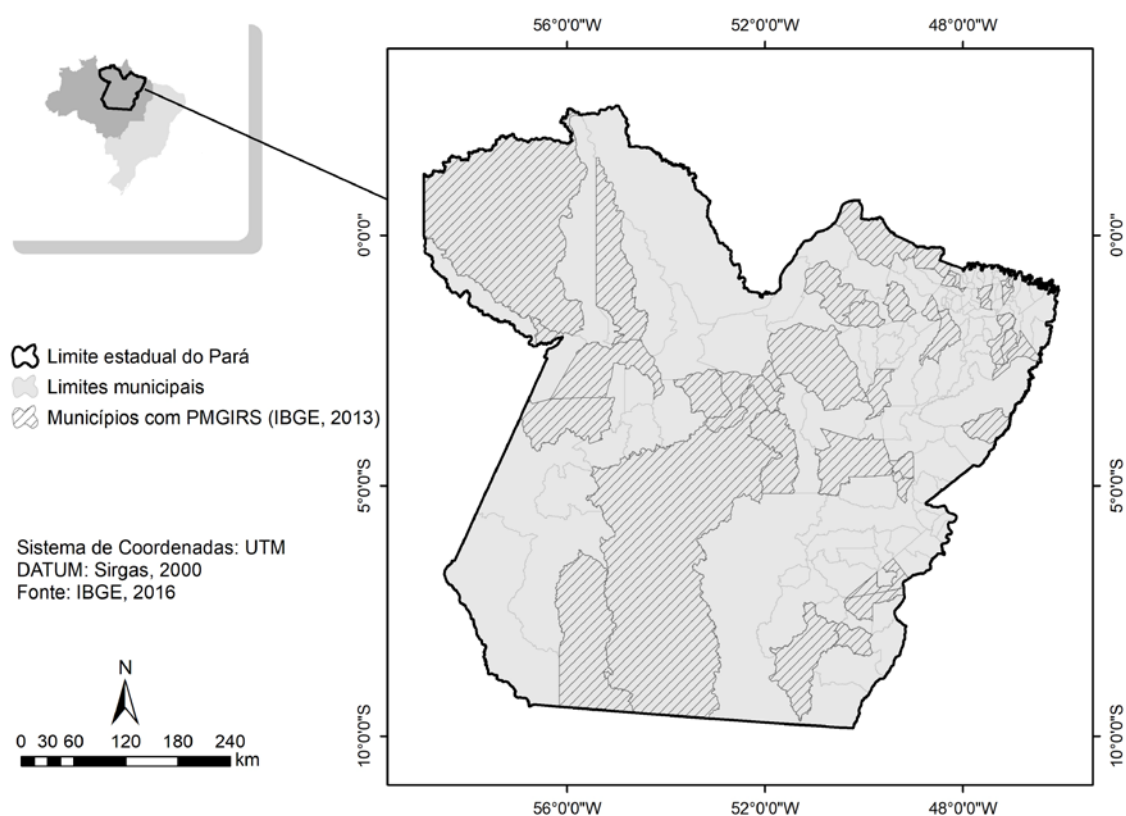 56°0'0"W 52°0'0"W 48°0'0"W
0°0'0"
0°0'0"
Limite estadual do Pará
Limites municipais
Municípios com PMGIRS (IBGE, 2013)
5°0'0"S
5°0'0"S
Sistema de Coordenadas: UTM
DATUM: Sirgas, 2000
Fonte: IBGE, 2016
N
0 30 60 120 180 240
km
10°0'0"S
10°0'0"S
56°0'0"W 52°0'0"W 48°0'0"W